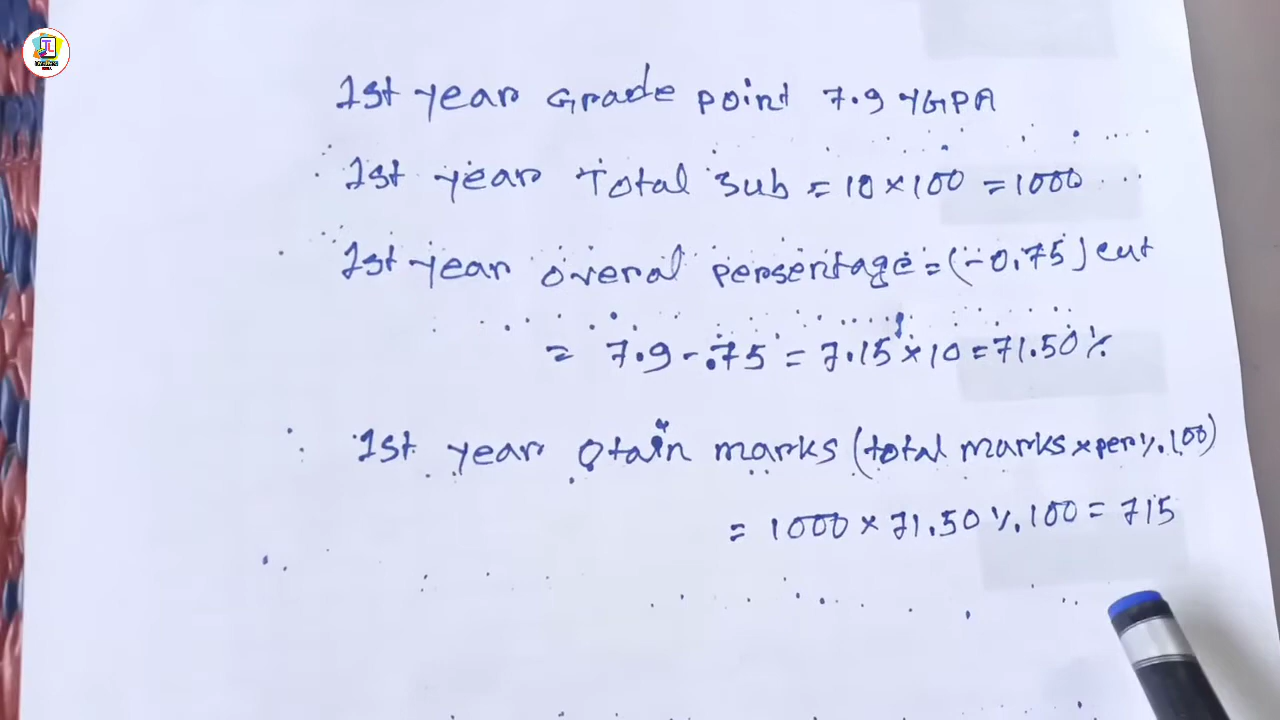 1st year Grade point 7.9 YGPA
1st year Total Sub = 10 × 100 = 1000
1st year overal persentage = (-0.75) cut
= 7.9 - .75 = 7.15 × 10 = 71.50%
1st year Otain marks (total marks × per %. 100)
= 1000 × 71.50 %. 100 = 715